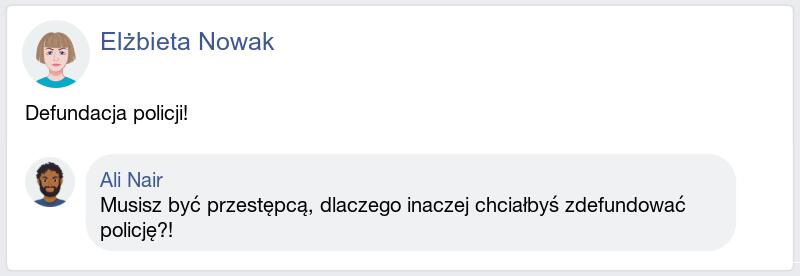 Elżbieta Nowak
Defundacja policji!
Ali Nair
Musisz być przestępcą, dlaczego inaczej chciałbyś zdefundować
policję?!